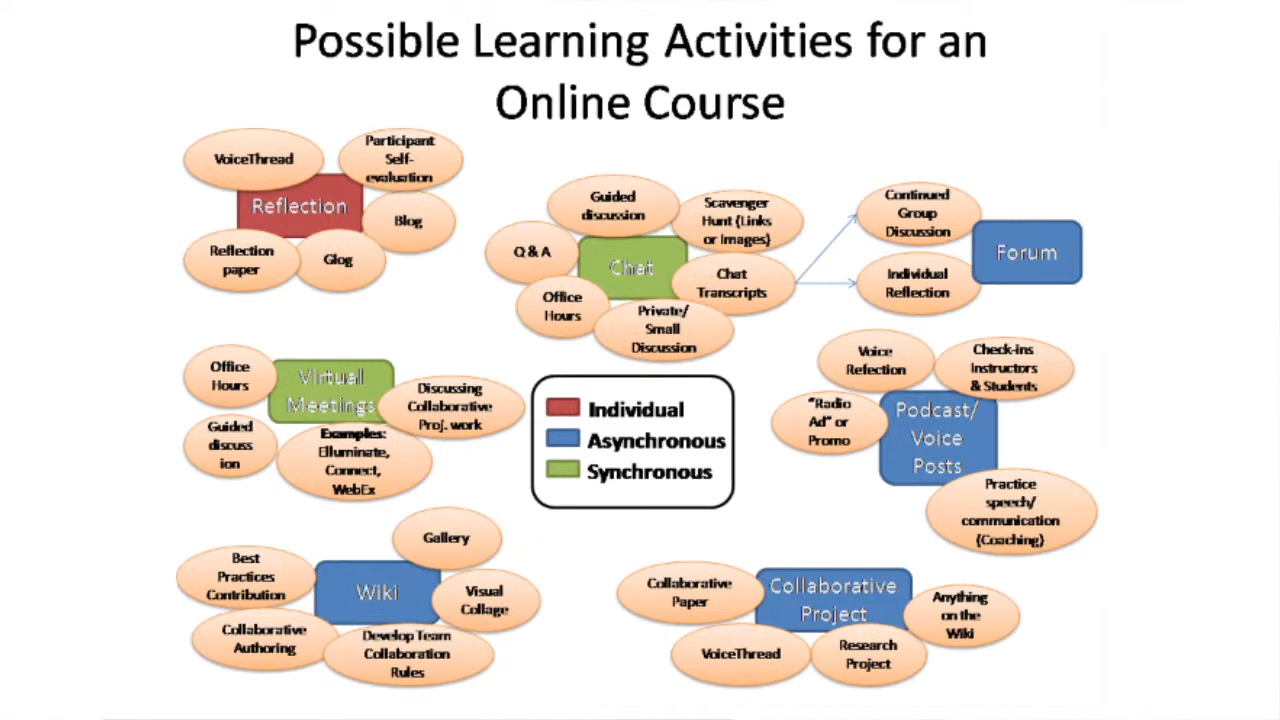 Possible Learning Activities for an
Online Course
VoiceThread
Participant
Self-
evaluation
Reflection
Blog
Reflection
paper
Glog
Guided
discussion
Scavenger
Hunt (Links
or Images)
Q & A
Chat
Chat
Transcripts
Office
Hours
Private/
Small
Discussion
Continued
Group
Discussion
Forum
Individual
Reflection
Office
Hours
Virtual
Meetings
Discussing
Collaborative
Proj. work
Guided
discuss
ion
Examples:
Elluminate,
Connect,
WebEx
Individual
Asynchronous
Synchronous
Voice
Refection
Check-ins
Instructors
& Students
"Radio
Ad" or
Promo
Podcast/
Voice
Posts
Practice
speech/
communication
(Coaching)
Gallery
Best
Practices
Contribution
Wiki
Visual
Collage
Collaborative
Authoring
Develop Team
Collaboration
Rules
Collaborative
Paper
Collaborative
Project
Anything
on the
Wiki
VoiceThread
Research
Project